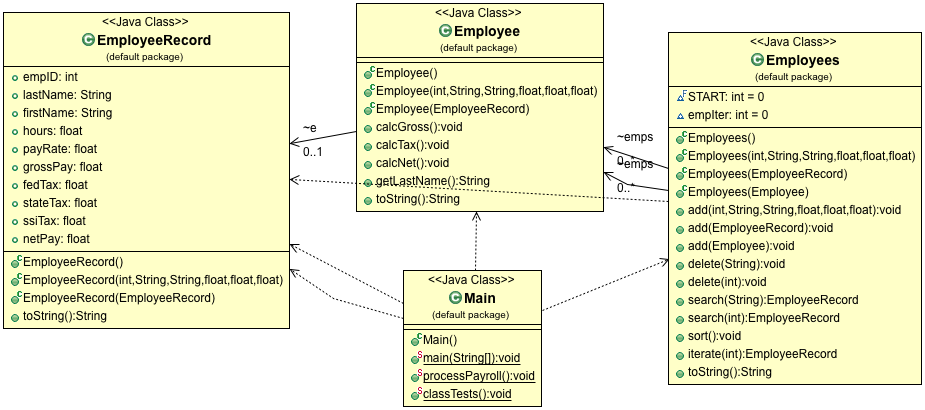 <<Java Class>>
EmployeeRecord
(default package)
empID: int
lastName: String
firstName: String
hours: float
payRate: float
grossPay: float
fedTax: float
stateTax: float
ssiTax: float
netPay: float
EmployeeRecord()
EmployeeRecord(int,String,String,float,float,float)
EmployeeRecord(EmployeeRecord)
toString():String
~e
0..1
<<Java Class>>
Employee
(default package)
Employee()
Employee(int,String,String,float,float,float)
Employee(EmployeeRecord)
calcGross():void
calcTax():void
calcNet():void
getLastName():String
toString():String
~emps
0..*
~emps
0..*
<<Java Class>>
Employees
(default package)
START: int = 0
empIter: int = 0
Employees()
Employees(int,String,String,float,float,float)
Employees(EmployeeRecord)
Employees(Employee)
add(int,String,String,float,float,float):void
add(EmployeeRecord):void
add(Employee):void
delete(String):void
delete(int):void
search(String):EmployeeRecord
search(int):EmployeeRecord
sort():void
iterate(int):EmployeeRecord
toString():String
<<Java Class>>
Main
(default package)
Main()
main(String[]):void
processPayroll():void
classTests():void